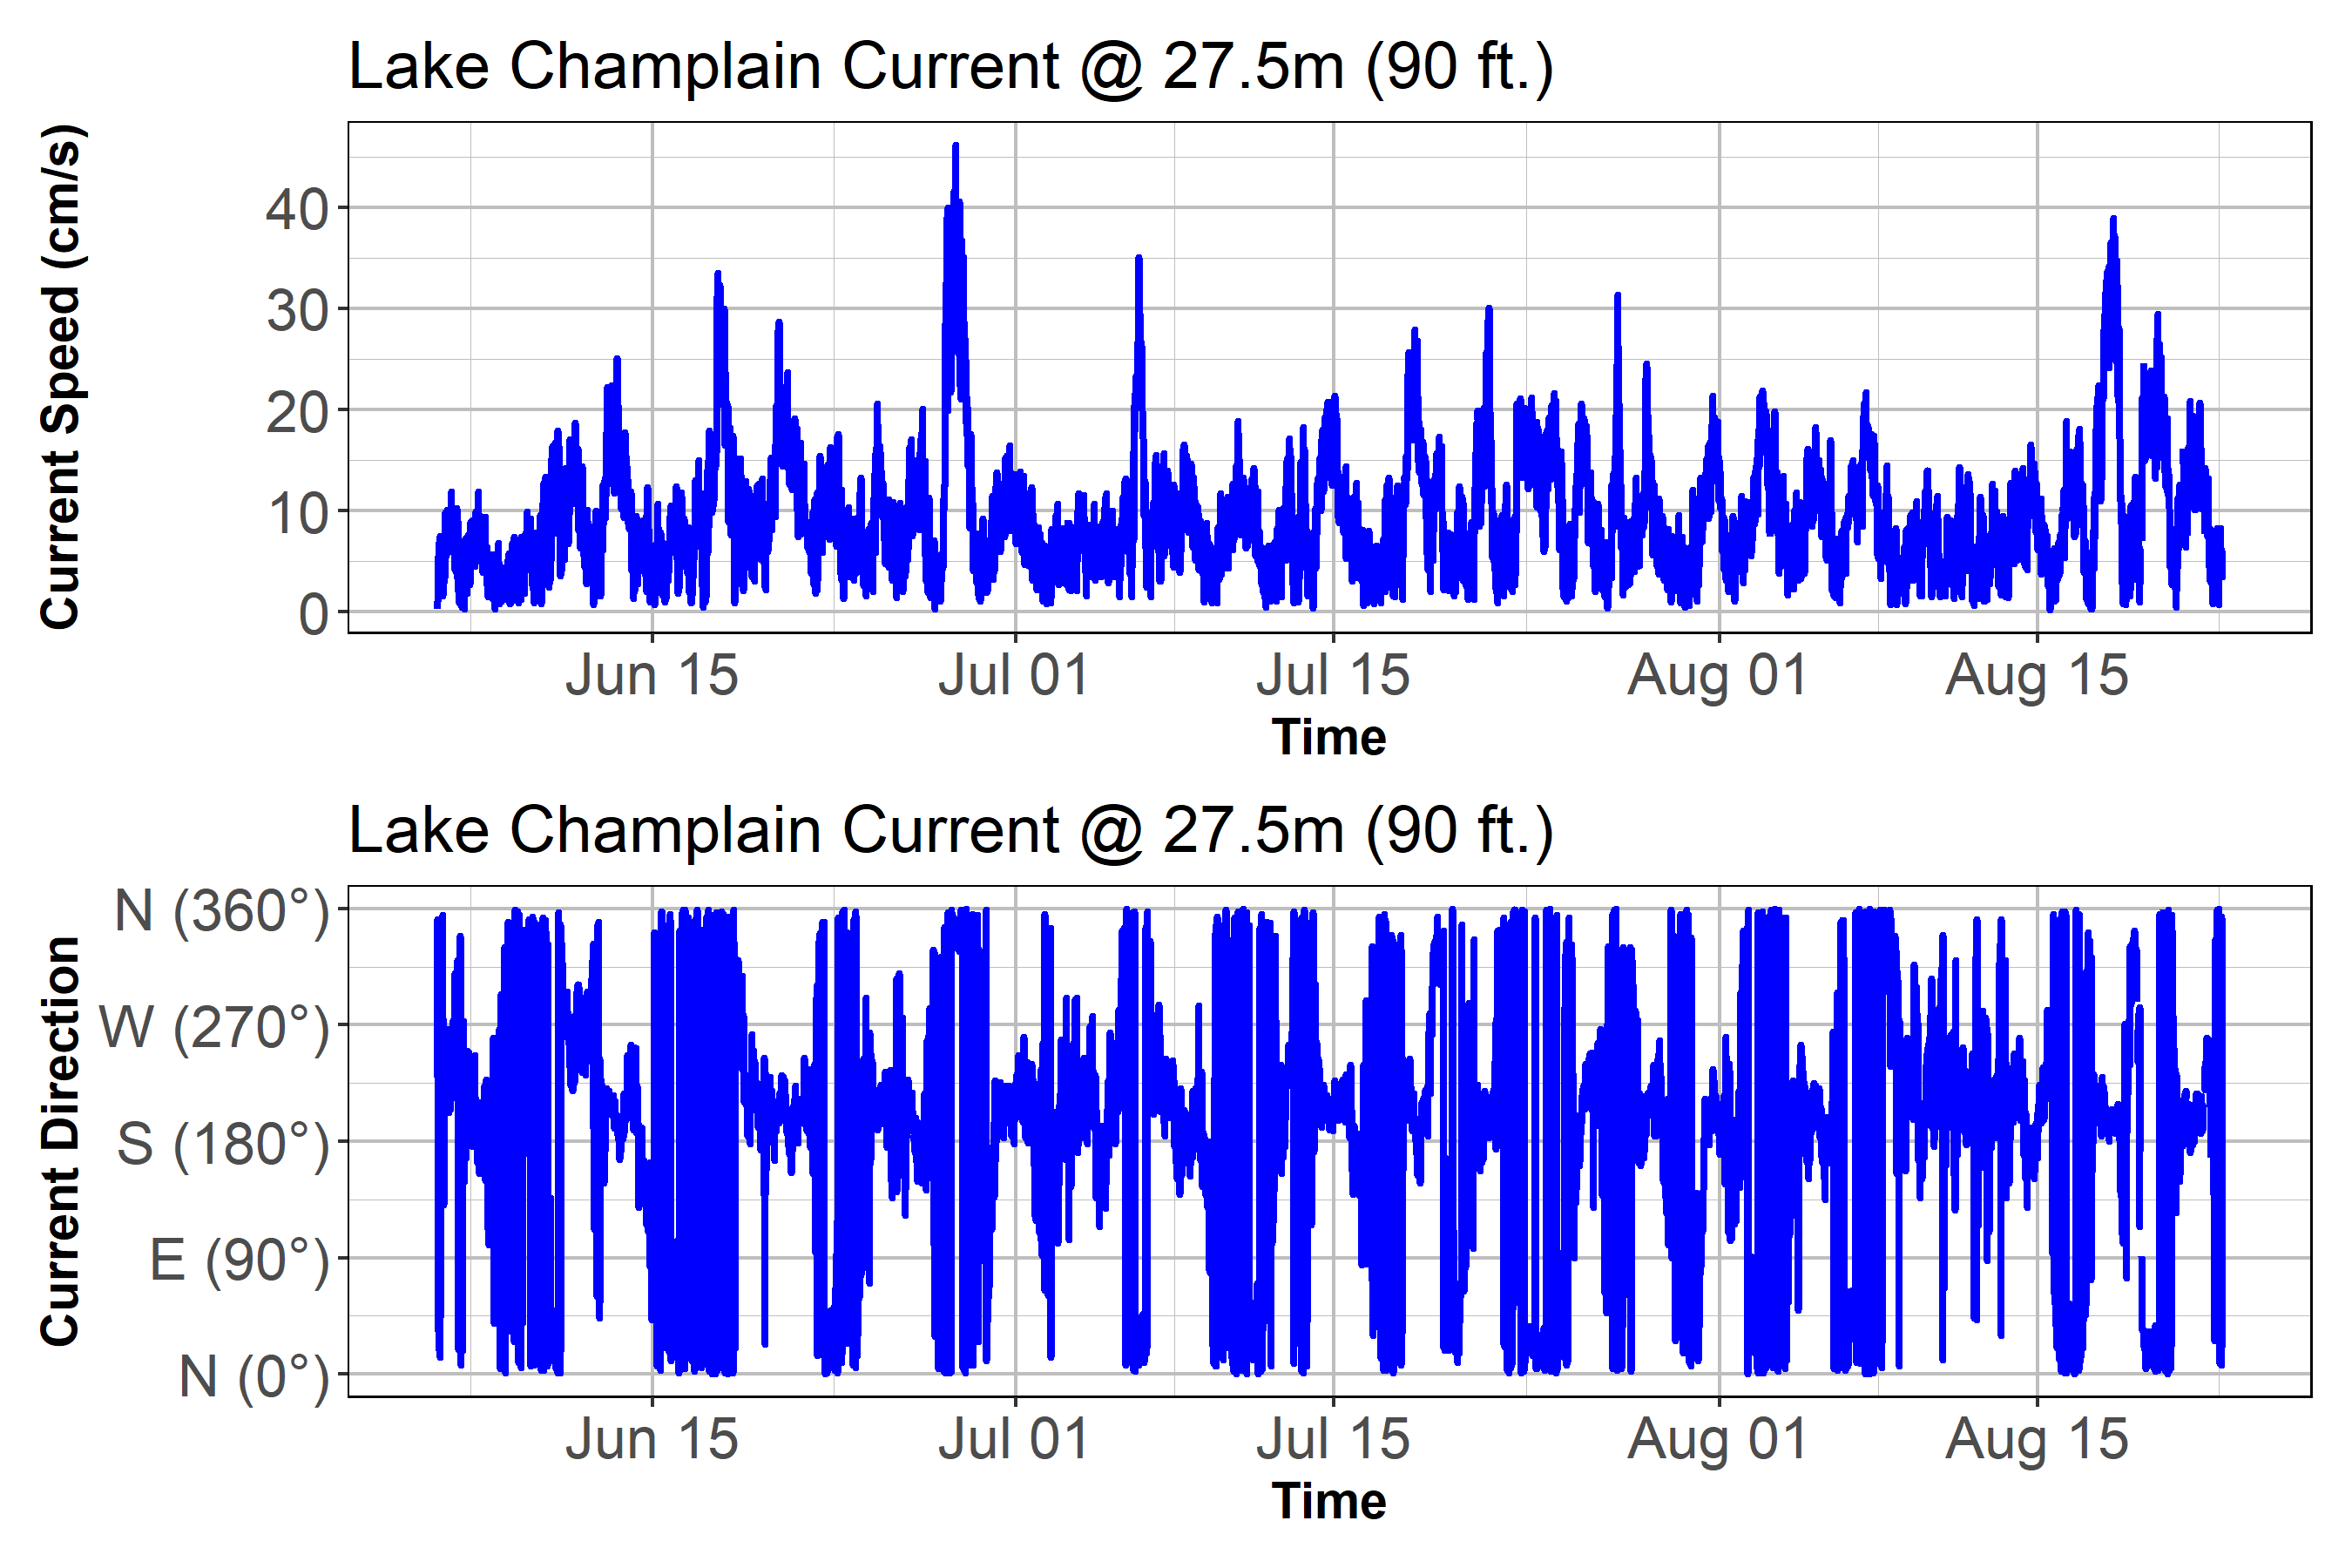 Lake Champlain Current @ 27.5m (90 ft.)
Current Speed (cm/s)
40
30
20
10
0
Jun 15
Jul 01
Jul 15
Aug 01
Aug 15
Time
Lake Champlain Current @ 27.5m (90 ft.)
Current Direction
N (360°)
W (270°)
S (180°)
E (90°)
N (0°)
Jun 15
Jul 01
Jul 15
Aug 01
Aug 15
Time